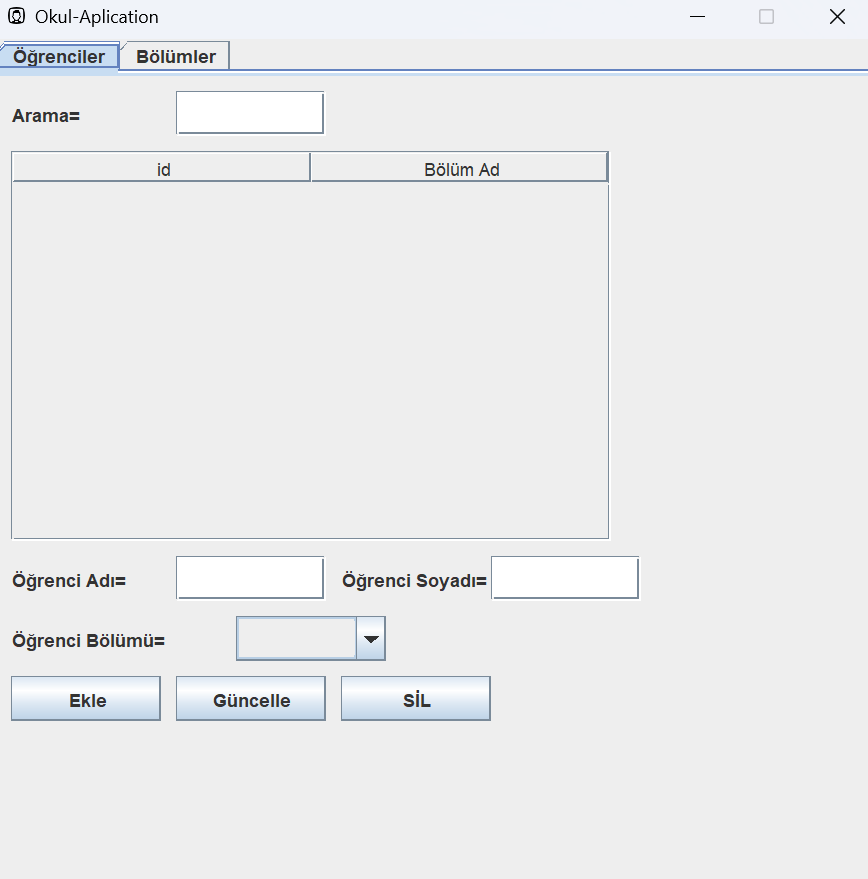 Okul-Aplication
Öğrenciler Bölümler
Arama=
id Bölüm Ad
Öğrenci Adı= Öğrenci Soyadı=
Öğrenci Bölümü=
Ekle Güncelle SİL